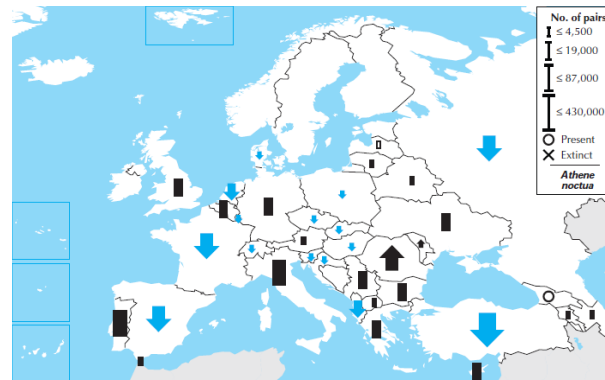 No. of pairs
≤ 4,500
≤ 19,000
≤ 87,000
≤ 430,000
Present
Extinct
Athene
noctua